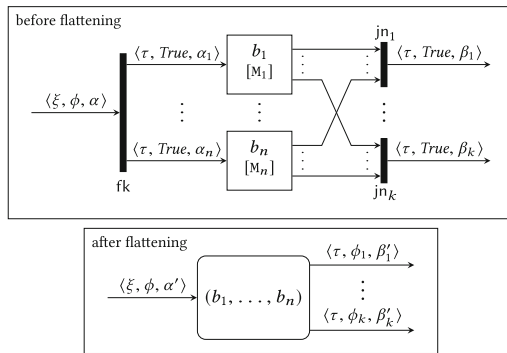 before flattening
jn₁
⟨τ, True, α₁⟩ b₁ [M₁] ⟨τ, True, β₁⟩
⟨ξ, ϕ, α⟩
⟨τ, True, αₙ⟩ bₙ [Mₙ] ⟨τ, True, βₖ⟩
fk
jnₖ
after flattening
⟨τ, ϕ₁, β′₁⟩
⟨ξ, ϕ, α′⟩ (b₁, . . . , bₙ)
⟨τ, ϕₖ, β′ₖ⟩